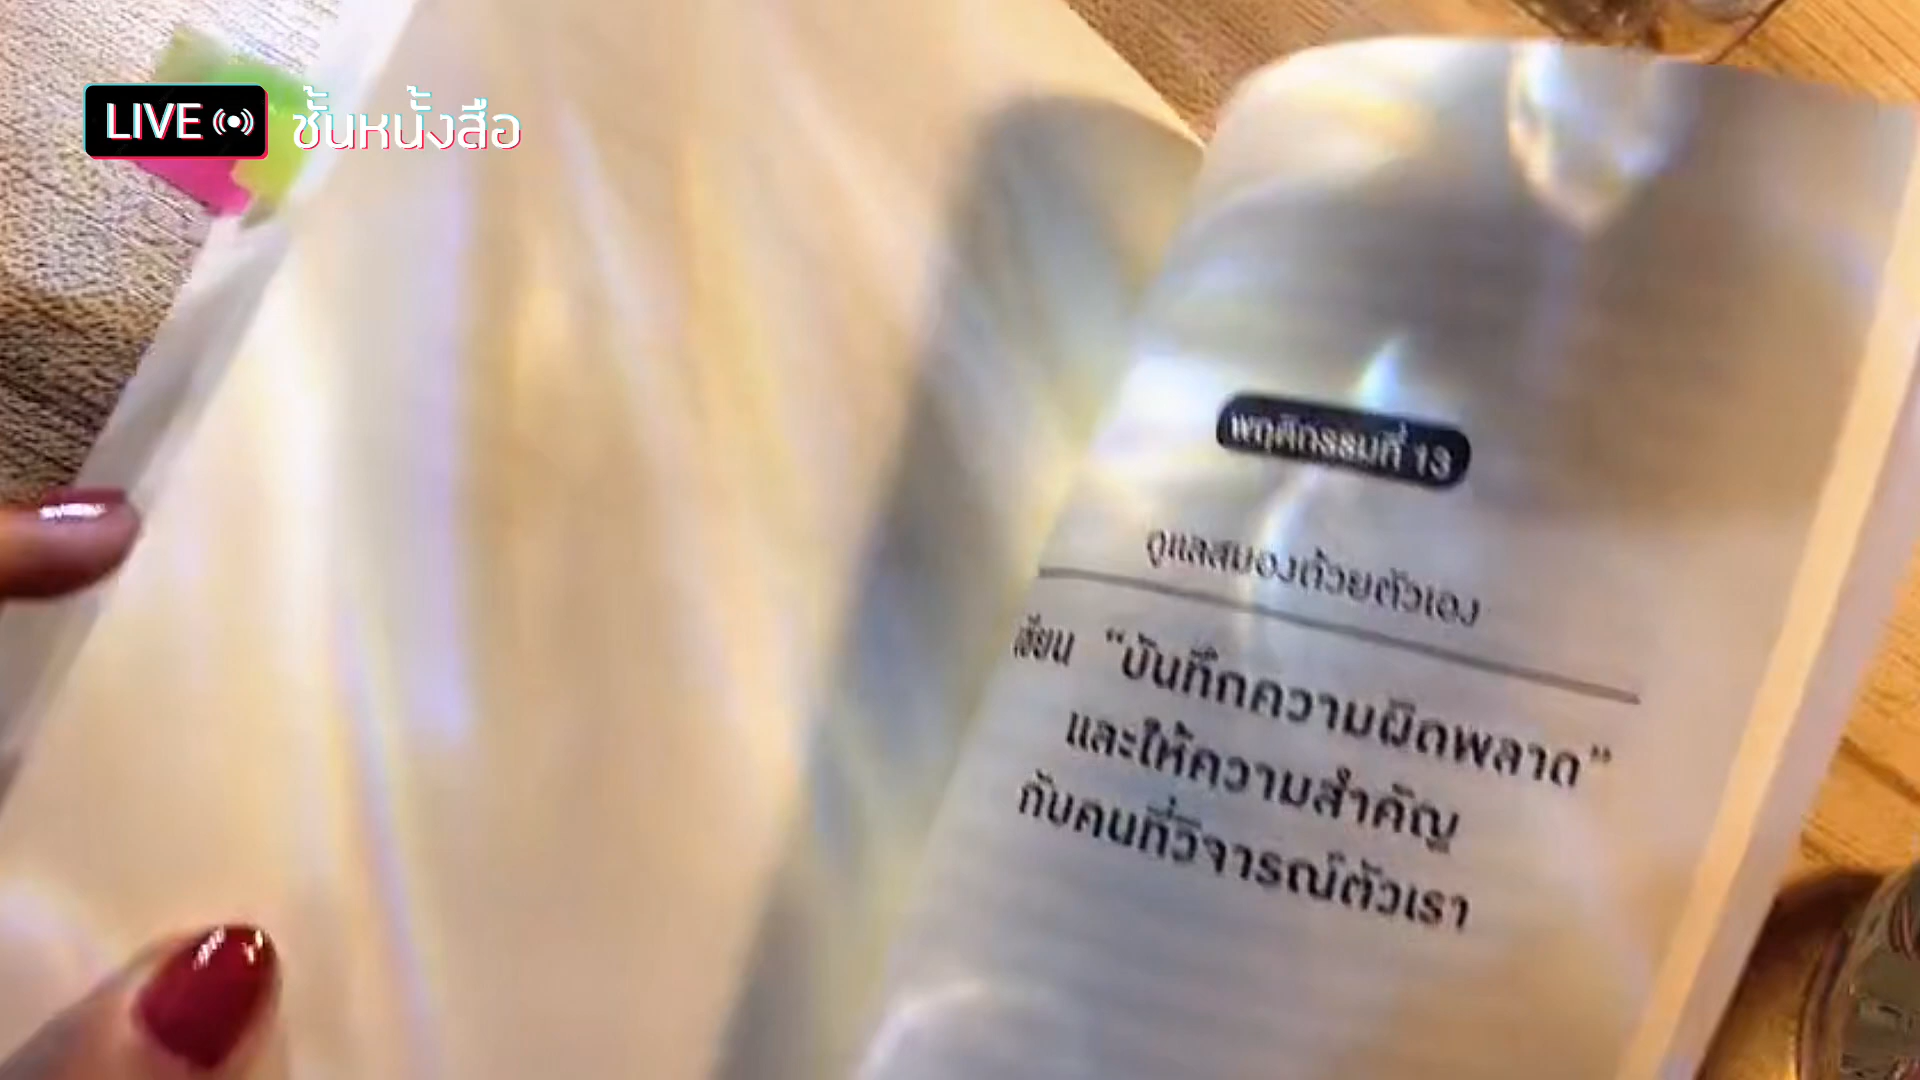 LIVE
ชั้นหนั้งสือ
พฤติกรรมที่ 13
ดูแลสมองด้วยตัวเอง
เขียน “บันทึกความผิดพลาด”
และให้ความสำคัญ
กับคนที่วิจารณ์ตัวเรา